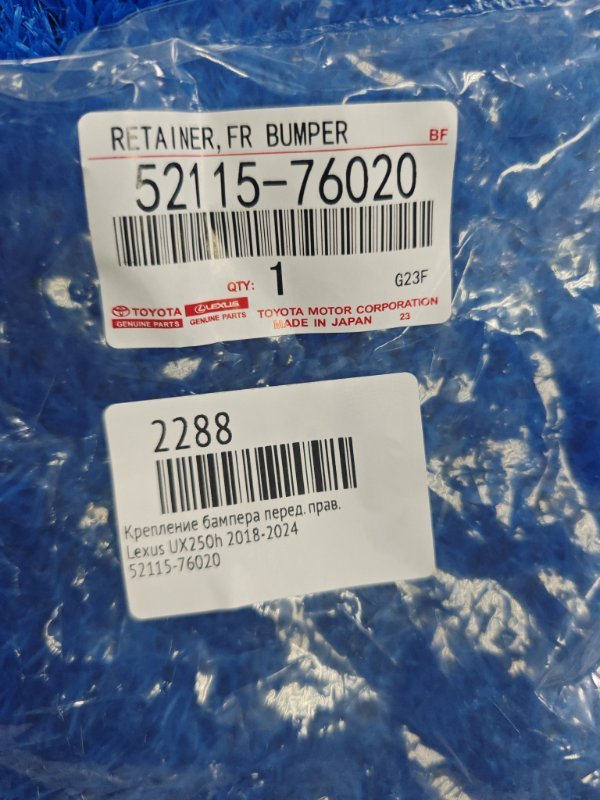 RETAINER, FR BUMPER BF
52115-76020
QTY: 1 G23F
TOYOTA LEXUS TOYOTA MOTOR CORPORATION
GENUINE PARTS GENUINE PARTS MADE IN JAPAN 23
2288
Крепление бампера перед. прав.
Lexus UX250h 2018-2024
52115-76020